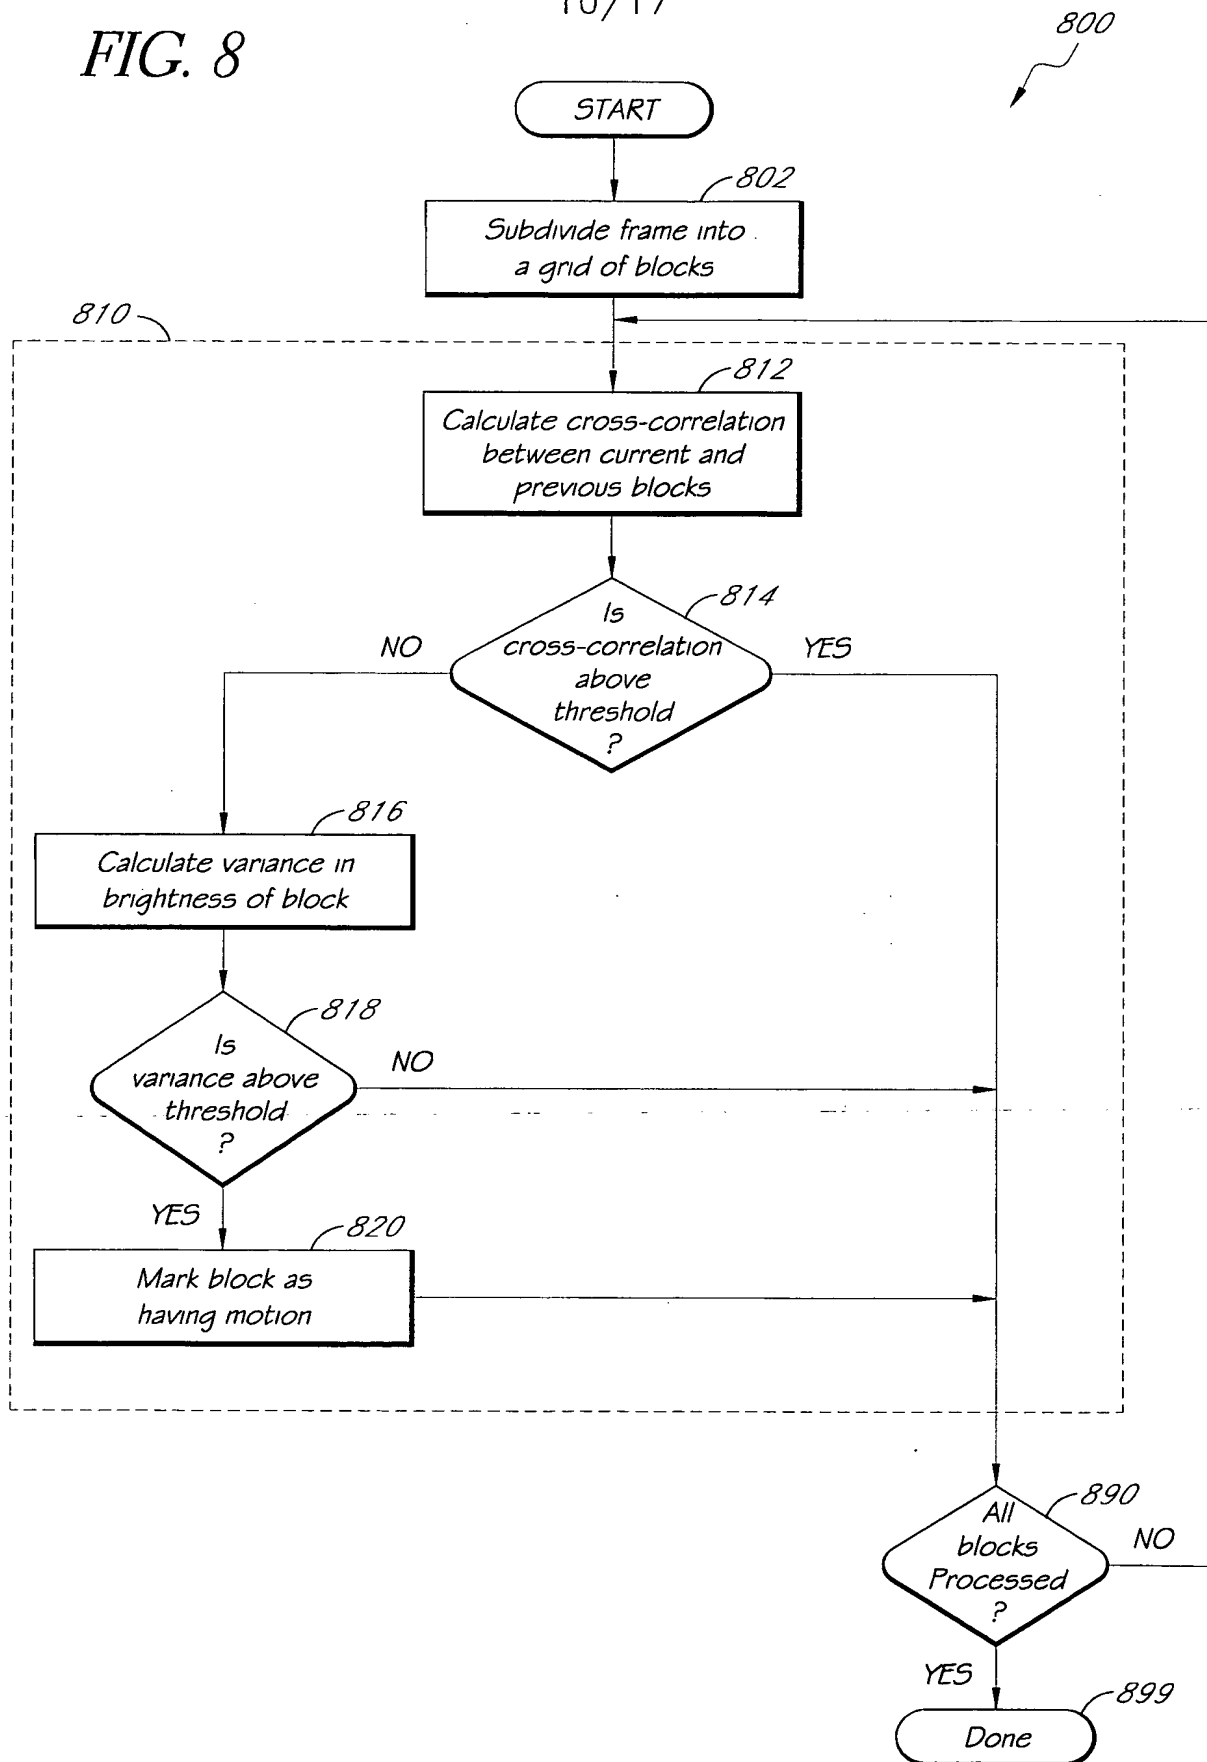 10/17
FIG. 8
800
START
802
Subdivide frame into
a grid of blocks
810
812
Calculate cross-correlation
between current and
previous blocks
814
Is
cross-correlation
above
threshold
?
NO
YES
816
Calculate variance in
brightness of block
818
Is
variance above
threshold
?
NO
YES
820
Mark block as
having motion
890
All
blocks
Processed
?
NO
YES
899
Done